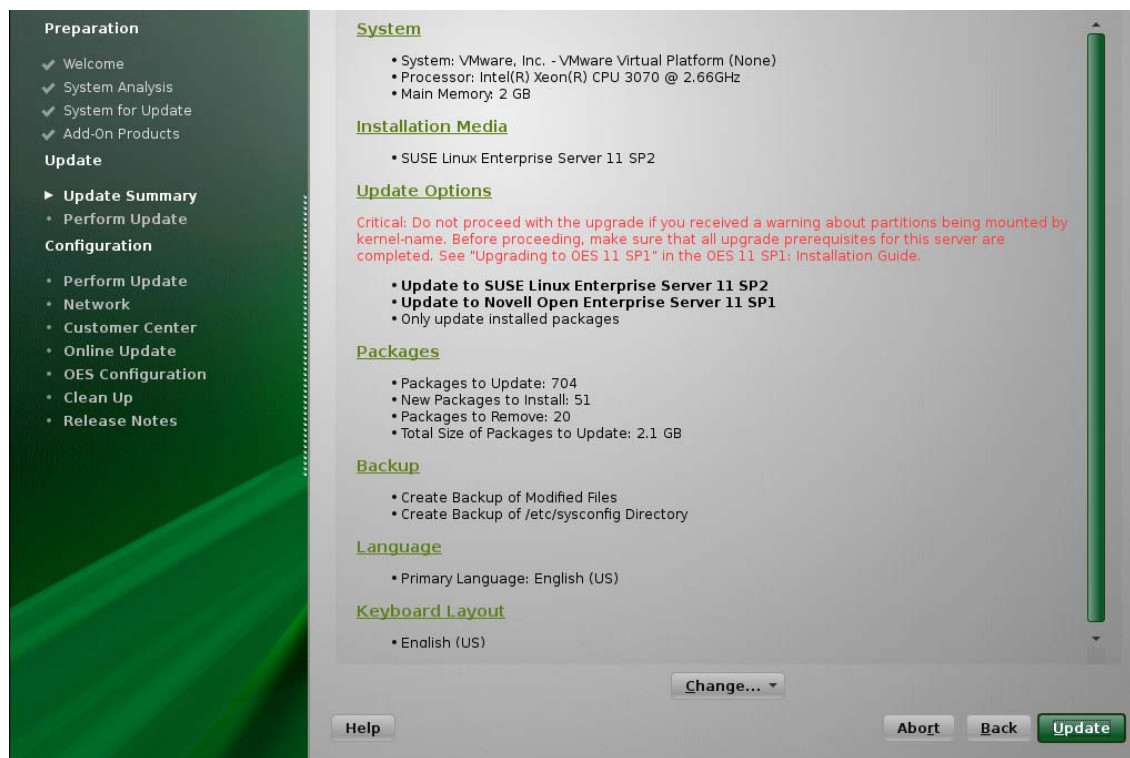 Preparation
Welcome
System Analysis
System for Update
Add-On Products
Update
Update Summary
Perform Update
Configuration
Perform Update
Network
Customer Center
Online Update
OES Configuration
Clean Up
Release Notes
System
• System: VMware, Inc. - VMware Virtual Platform (None)
• Processor: Intel(R) Xeon(R) CPU 3070 @ 2.66GHz
• Main Memory: 2 GB
Installation Media
• SUSE Linux Enterprise Server 11 SP2
Update Options
Critical: Do not proceed with the upgrade if you received a warning about partitions being mounted by
kernel-name. Before proceeding, make sure that all upgrade prerequisites for this server are
completed. See "Upgrading to OES 11 SP1" in the OES 11 SP1: Installation Guide.
• Update to SUSE Linux Enterprise Server 11 SP2
• Update to Novell Open Enterprise Server 11 SP1
• Only update installed packages
Packages
• Packages to Update: 704
• New Packages to Install: 51
• Packages to Remove: 20
• Total Size of Packages to Update: 2.1 GB
Backup
• Create Backup of Modified Files
• Create Backup of /etc/sysconfig Directory
Language
• Primary Language: English (US)
Keyboard Layout
• English (US)
Change...
Help
Abort
Back
Update